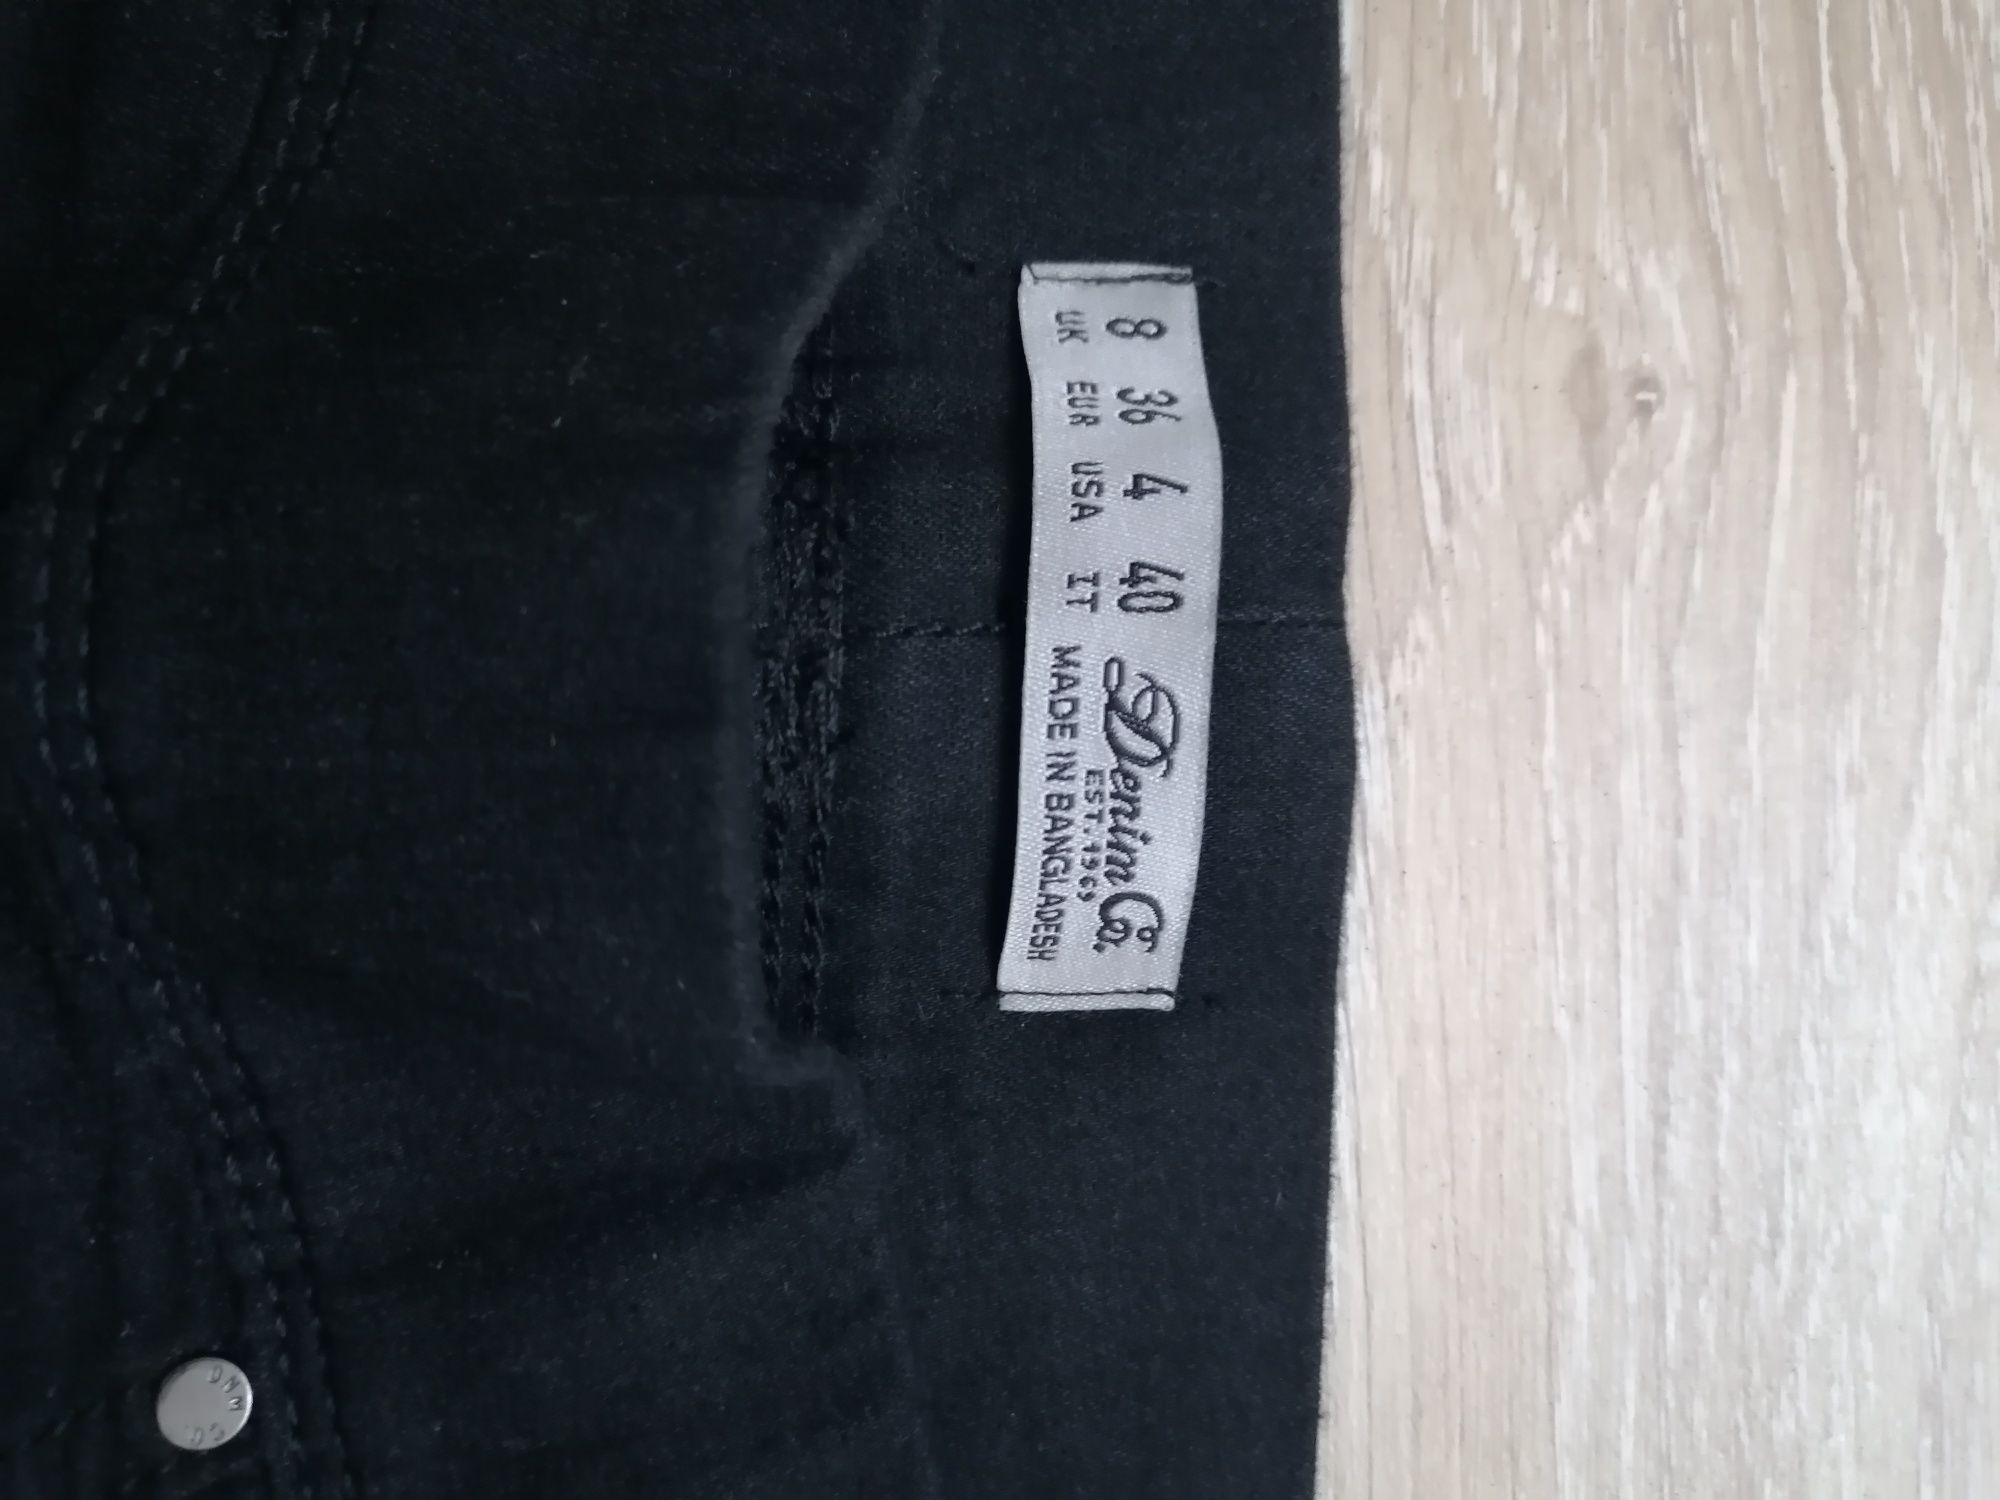 8 36 4 40 Denim Co.
EST. 1969
UK EUR USA IT MADE IN BANGLADESH
DNM CO.